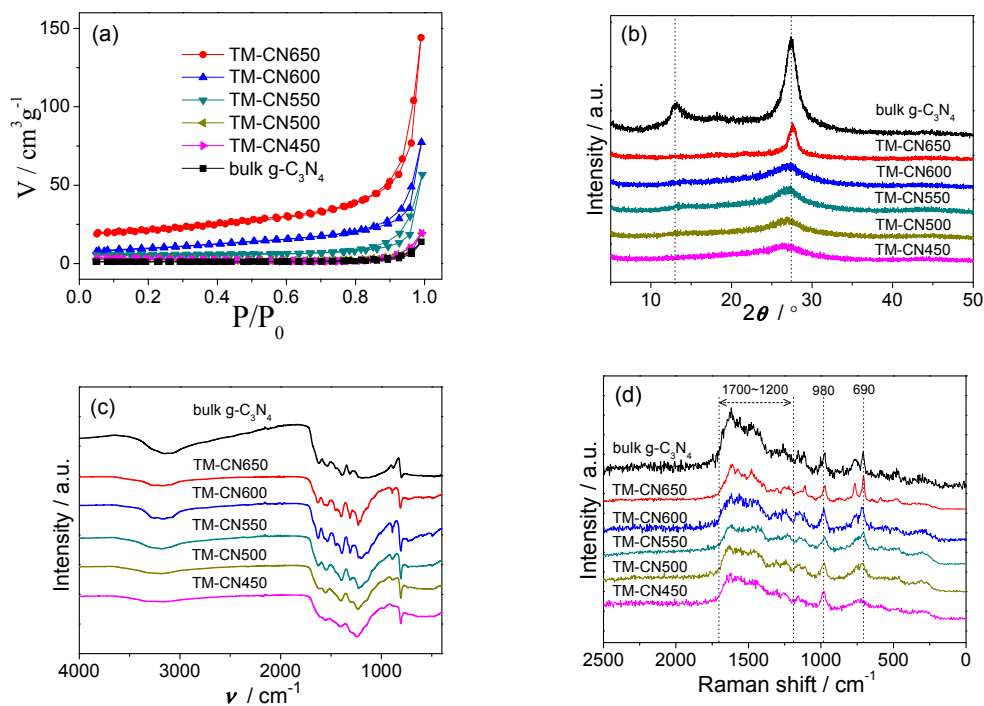 (a)
150
100
50
0
V / cm³ g⁻¹
TM-CN650
TM-CN600
TM-CN550
TM-CN500
TM-CN450
bulk g-C₃N₄
0.0 0.2 0.4 0.6 0.8 1.0
P/P₀
(b)
Intensity / a.u.
bulk g-C₃N₄
TM-CN650
TM-CN600
TM-CN550
TM-CN500
TM-CN450
10 20 30 40 50
2θ / °
(c)
Intensity / a.u.
bulk g-C₃N₄
TM-CN650
TM-CN600
TM-CN550
TM-CN500
TM-CN450
4000 3000 2000 1000
ν / cm⁻¹
1700~1200 980 690
(d)
Intensity / a.u.
bulk g-C₃N₄
TM-CN650
TM-CN600
TM-CN550
TM-CN500
TM-CN450
2500 2000 1500 1000 500 0
Raman shift / cm⁻¹